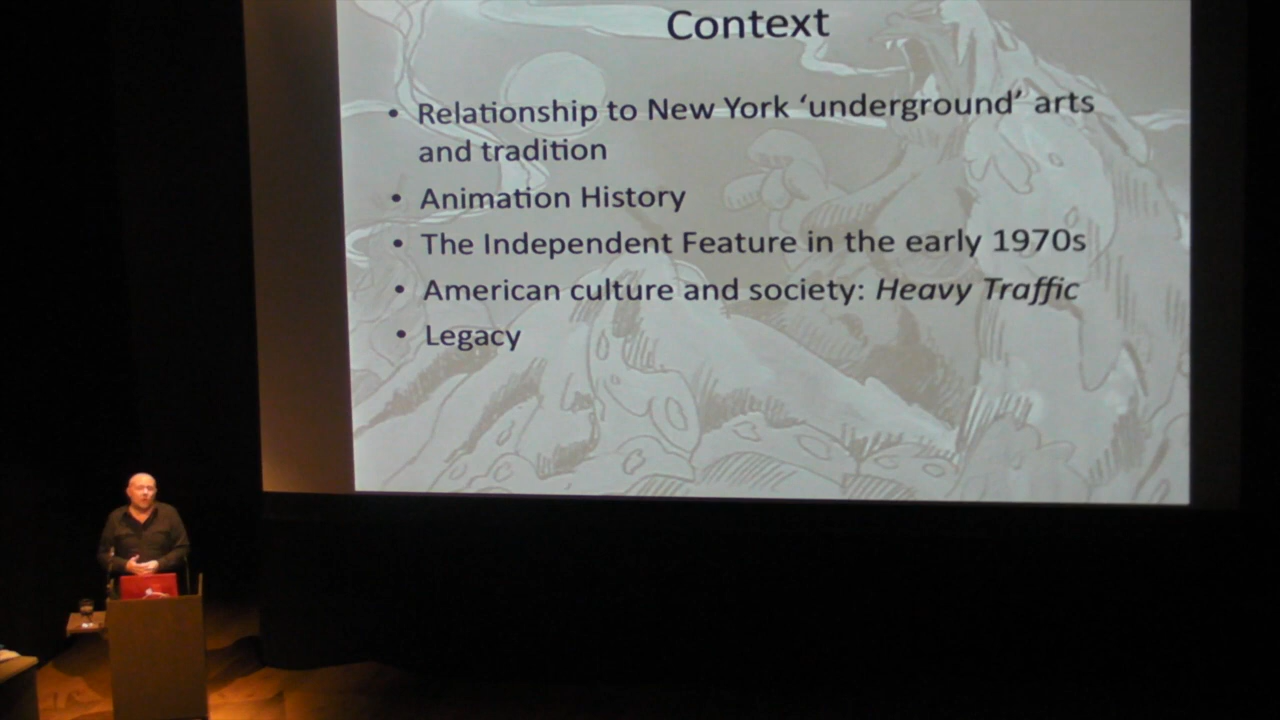 Context
• Relationship to New York ‘underground’ arts
and tradition
• Animation History
• The Independent Feature in the early 1970s
• American culture and society: Heavy Traffic
• Legacy